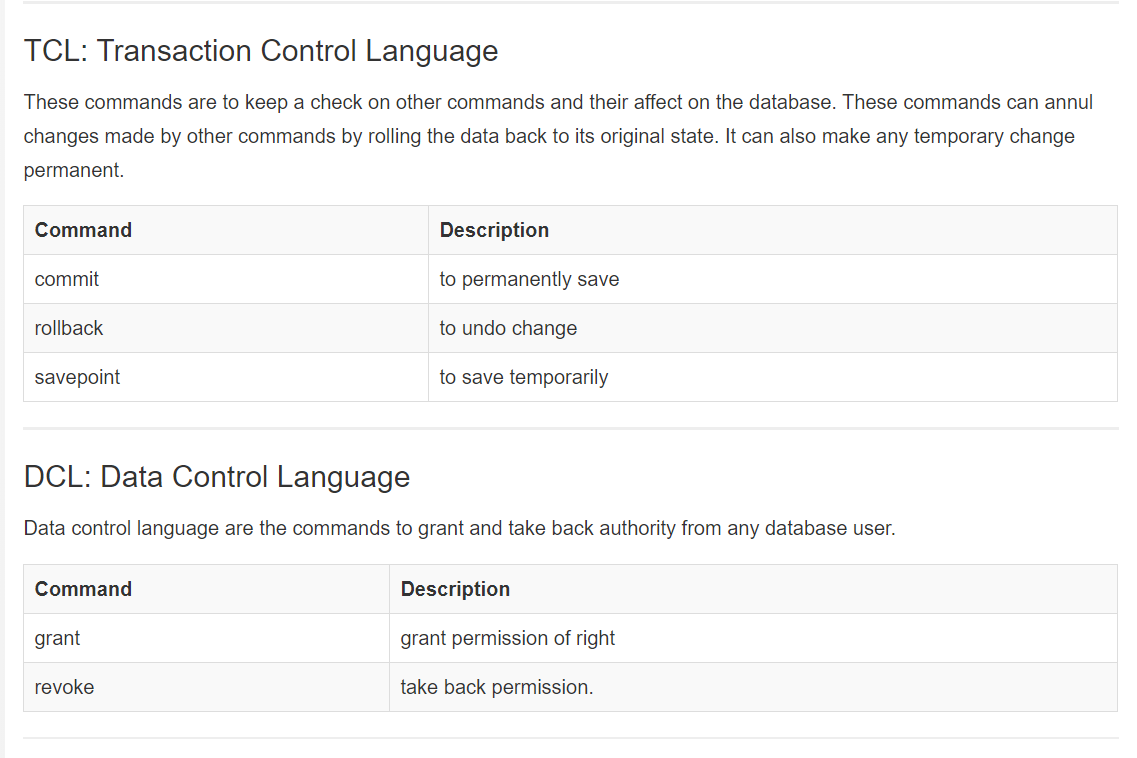 TCL: Transaction Control Language
These commands are to keep a check on other commands and their affect on the database. These commands can annul
changes made by other commands by rolling the data back to its original state. It can also make any temporary change
permanent.
Command Description
commit to permanently save
rollback to undo change
savepoint to save temporarily
DCL: Data Control Language
Data control language are the commands to grant and take back authority from any database user.
Command Description
grant grant permission of right
revoke take back permission.